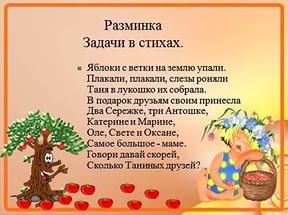 Разминка
Задачи в стихах.
Яблоки с ветки на землю упали.
Плакали, плакали, слезы роняли
Таня в лукошко их собрала.
В подарок друзьям своим принесла
Два Сережке, три Антошке,
Катерине и Марине,
Оле, Свете и Оксане,
Самое большое - маме.
Говори давай скорей,
Сколько Таниных друзей?